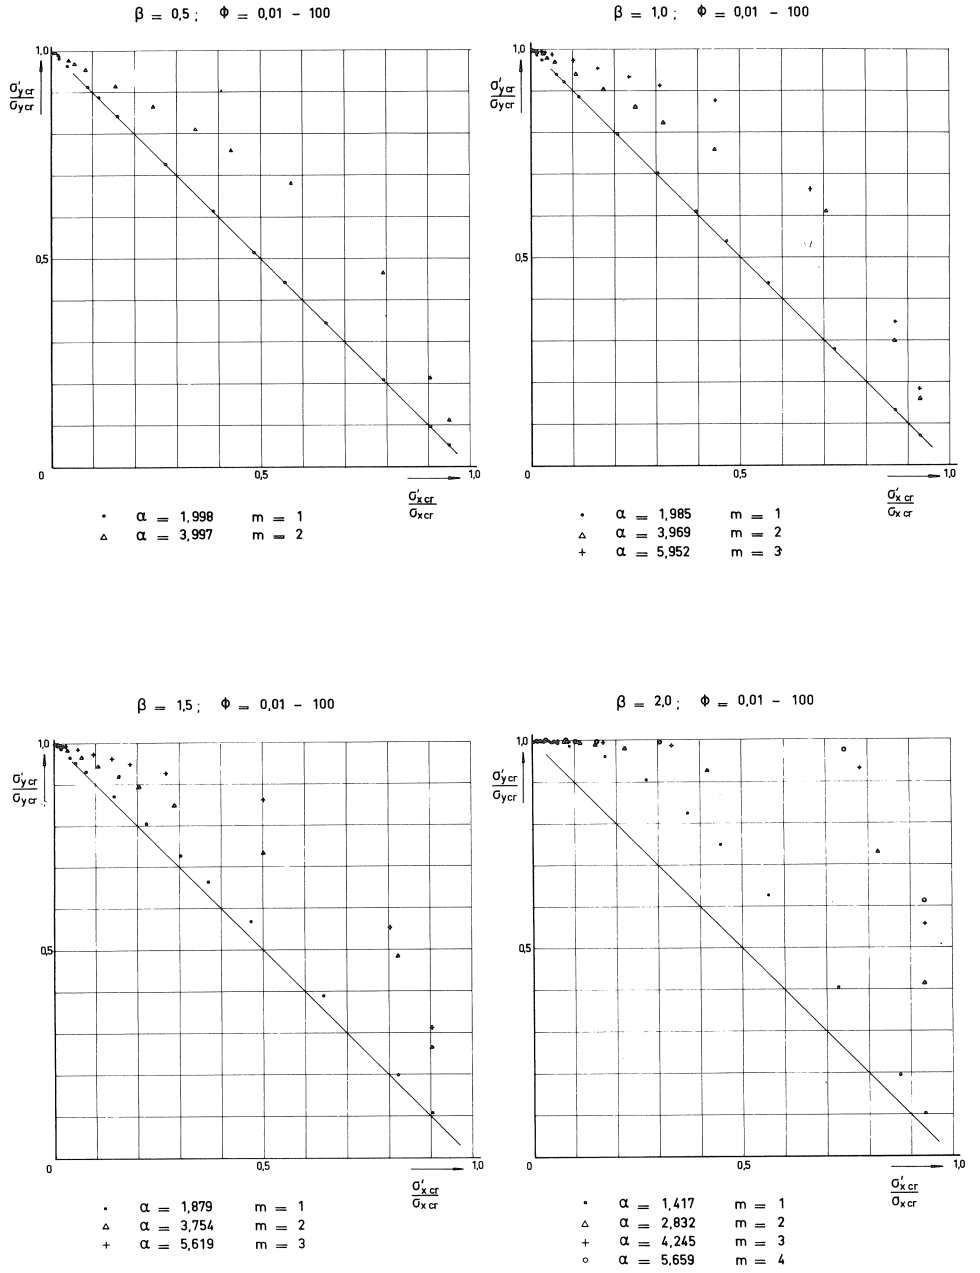 β = 0,5 ; Φ = 0,01 - 100
1,0
σ'y cr
σy cr
0,5
0
0,5
1,0
σ'x cr
σx cr
• α = 1,998 m = 1
△ α = 3,997 m = 2
β = 1,0 ; Φ = 0,01 - 100
1,0
σ'y cr
σy cr
0,5
0
0,5
1,0
σ'x cr
σx cr
• α = 1,985 m = 1
△ α = 3,969 m = 2
+ α = 5,952 m = 3
β = 1,5 ; Φ = 0,01 - 100
1,0
σ'y cr
σy cr
0,5
0
0,5
1,0
σ'x cr
σx cr
• α = 1,879 m = 1
△ α = 3,754 m = 2
+ α = 5,619 m = 3
β = 2,0 ; Φ = 0,01 - 100
1,0
σ'y cr
σy cr
0,5
0
0,5
1,0
σ'x cr
σx cr
• α = 1,417 m = 1
△ α = 2,832 m = 2
+ α = 4,245 m = 3
○ α = 5,659 m = 4